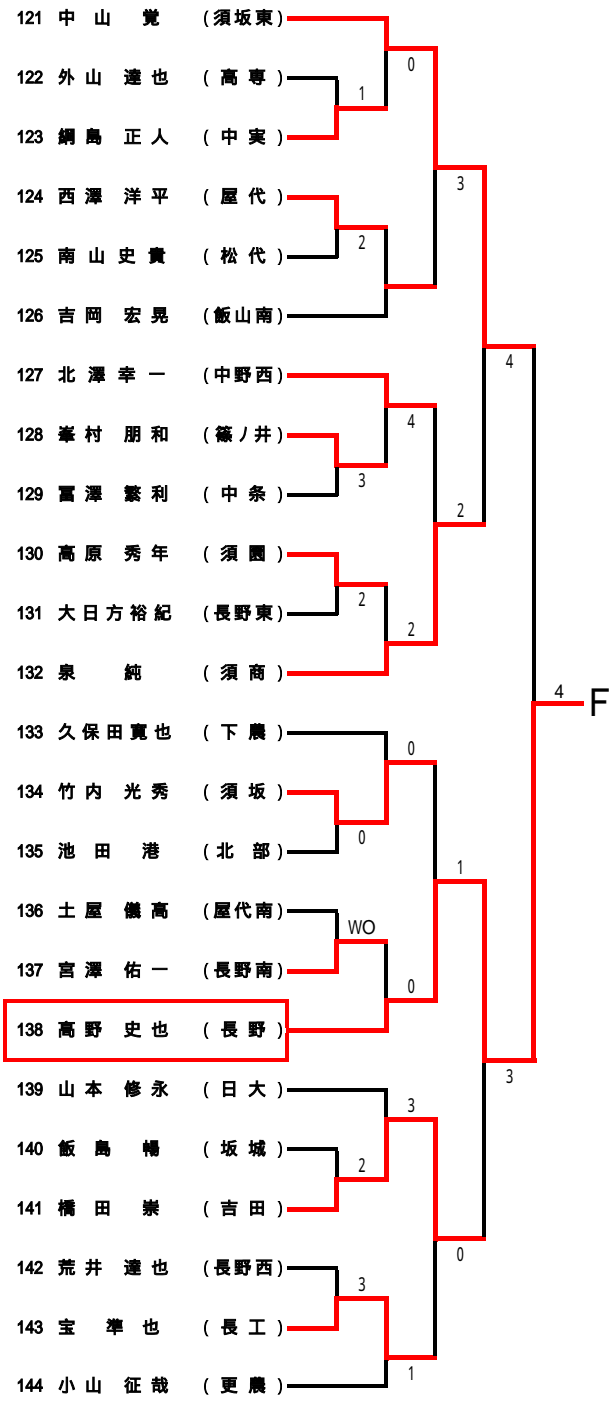 121 中山 覚 (須坂東)
0
122 外山 達也 (高専)
1
123 綱島 正人 (中実)
3
124 西澤 洋平 (屋代)
2
125 南山史貴 (松代)
126 吉岡 宏晃 (飯山南)
4
127 北澤幸一 (中野西)
4
128 峯村 朋和 (篠ノ井)
3
129 冨澤 繁利 (中条)
2
130 高原 秀年 (須園)
2
131 大日方裕紀 (長野東)
2
132 泉 純 (須商)
4 F
133 久保田寛也 (下農)
0
134 竹内 光秀 (須坂)
0
135 池田 港 (北部)
1
136 土屋 儀高 (屋代南)
WO
137 宮澤 佑一 (長野南)
0
138 高野 史也 (長野)
3
139 山本 修永 (日大)
3
140 飯島 暢 (坂城)
2
141 橋田 崇 (吉田)
0
142 荒井 達也 (長野西)
3
143 宝 準也 (長工)
1
144 小山 征哉 (更農)